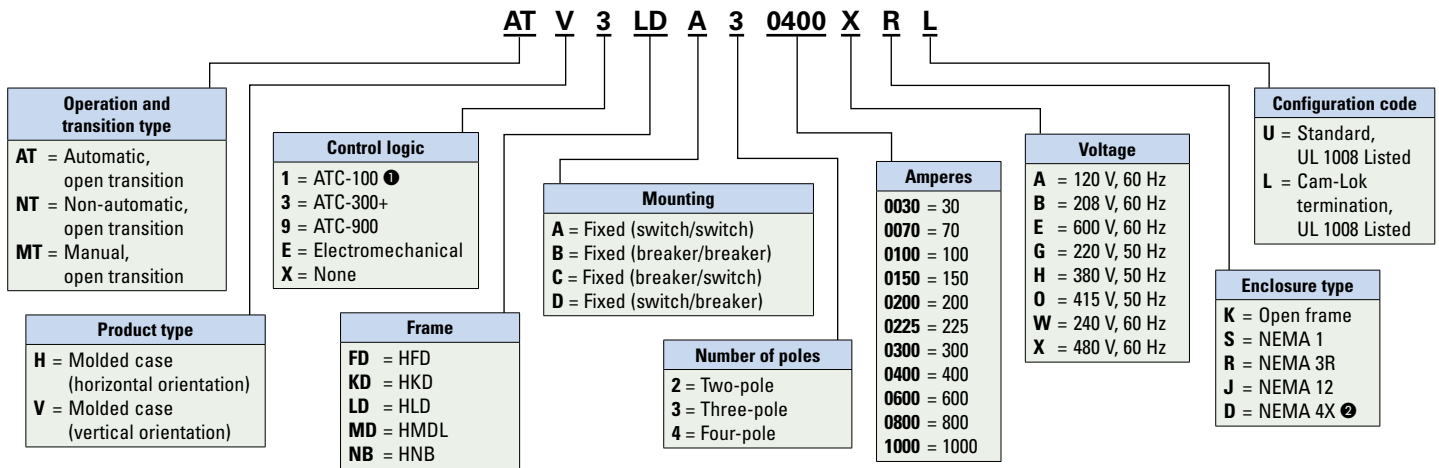 AT V 3 LD A 3 0400 X R L
Operation and
transition type
AT = Automatic,
open transition
NT = Non-automatic,
open transition
MT = Manual,
open transition
Product type
H = Molded case
(horizontal orientation)
V = Molded case
(vertical orientation)
Control logic
1 = ATC-100 ❶
3 = ATC-300+
9 = ATC-900
E = Electromechanical
X = None
Frame
FD = HFD
KD = HKD
LD = HLD
MD = HMDL
NB = HNB
Mounting
A = Fixed (switch/switch)
B = Fixed (breaker/breaker)
C = Fixed (breaker/switch)
D = Fixed (switch/breaker)
Number of poles
2 = Two-pole
3 = Three-pole
4 = Four-pole
Amperes
0030 = 30
0070 = 70
0100 = 100
0150 = 150
0200 = 200
0225 = 225
0300 = 300
0400 = 400
0600 = 600
0800 = 800
1000 = 1000
Voltage
A = 120 V, 60 Hz
B = 208 V, 60 Hz
E = 600 V, 60 Hz
G = 220 V, 50 Hz
H = 380 V, 50 Hz
O = 415 V, 50 Hz
W = 240 V, 60 Hz
X = 480 V, 60 Hz
Enclosure type
K = Open frame
S = NEMA 1
R = NEMA 3R
J = NEMA 12
D = NEMA 4X ❷
Configuration code
U = Standard,
UL 1008 Listed
L = Cam-Lok
termination,
UL 1008 Listed